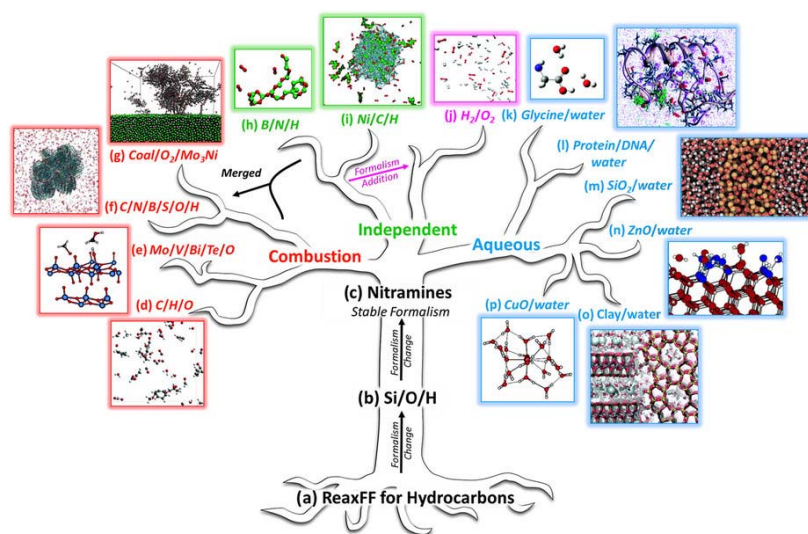 (h) B/N/H
(i) Ni/C/H
(j) H₂/O₂
(k) Glycine/water
(g) Coal/O₂/Mo₃Ni
Merged
Formalism
Addition
(l) Protein/DNA/
water
(m) SiO₂/water
(f) C/N/B/S/O/H
Independent
(n) ZnO/water
(e) Mo/V/Bi/Te/O
Combustion
Aqueous
(d) C/H/O
(c) Nitramines
Stable Formalism
(p) CuO/water
(o) Clay/water
Formalism
Change
(b) Si/O/H
Formalism
Change
(a) ReaxFF for Hydrocarbons